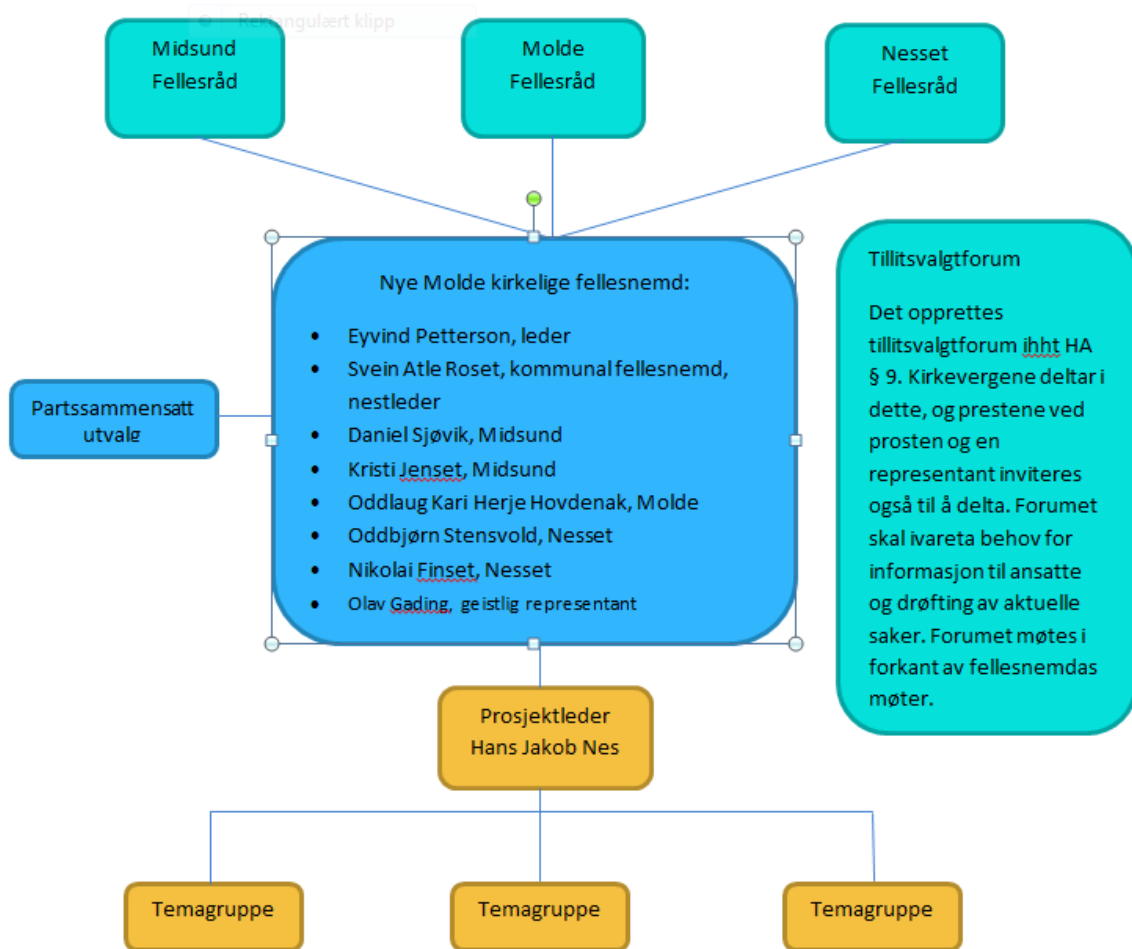 Rektangulært klipp
Midsund
Fellesråd
Molde
Fellesråd
Nesset
Fellesråd
Nye Molde kirkelige fellesnemd:
• Eyvind Petterson, leder
• Svein Atle Roset, kommunal fellesnemd,
nestleder
• Daniel Sjøvik, Midsund
• Kristi Jenset, Midsund
• Oddlaug Kari Herje Hovdenak, Molde
• Oddbjørn Stensvold, Nesset
• Nikolai Finset, Nesset
• Olav Gading, geistlig representant
Partssammensatt
utvalg
Tillitsvalgtforum
Det opprettes
tillitsvalgtforum ihht HA
§ 9. Kirkevergene deltar i
dette, og prestene ved
prosten og en
representant inviteres
også til å delta. Forumet
skal ivareta behov for
informasjon til ansatte
og drøfting av aktuelle
saker. Forumet møtes i
forkant av fellesnemdas
møter.
Prosjektleder
Hans Jakob Nes
Temagruppe
Temagruppe
Temagruppe